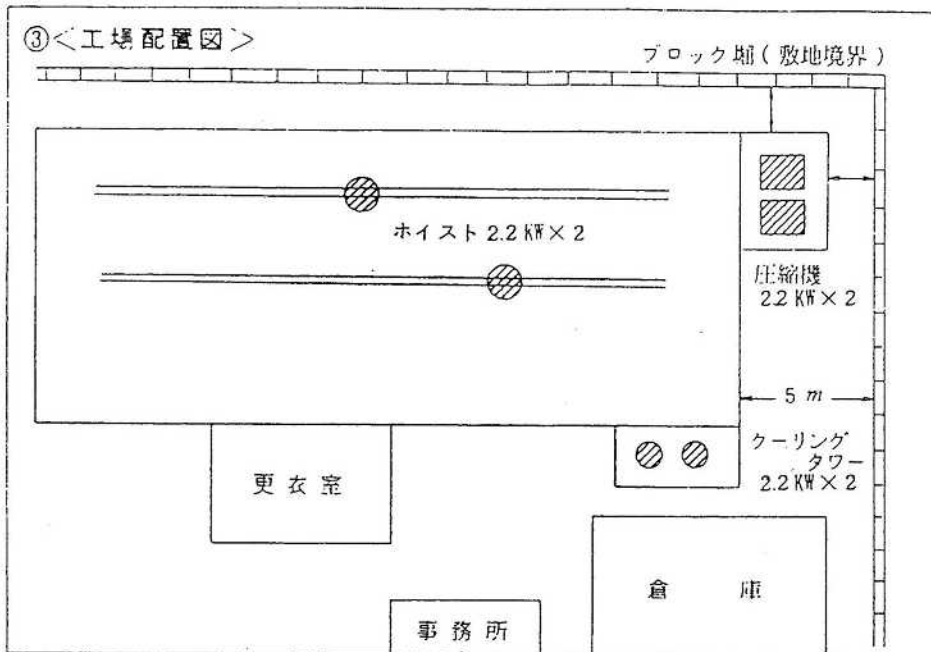 ③<工場配置図>
ブロック塀(敷地境界)
ホイスト 2.2 KW×2
圧縮機
2.2 KW×2
5 m
クーリング
タワー
2.2 KW×2
更衣室
倉庫
事務所